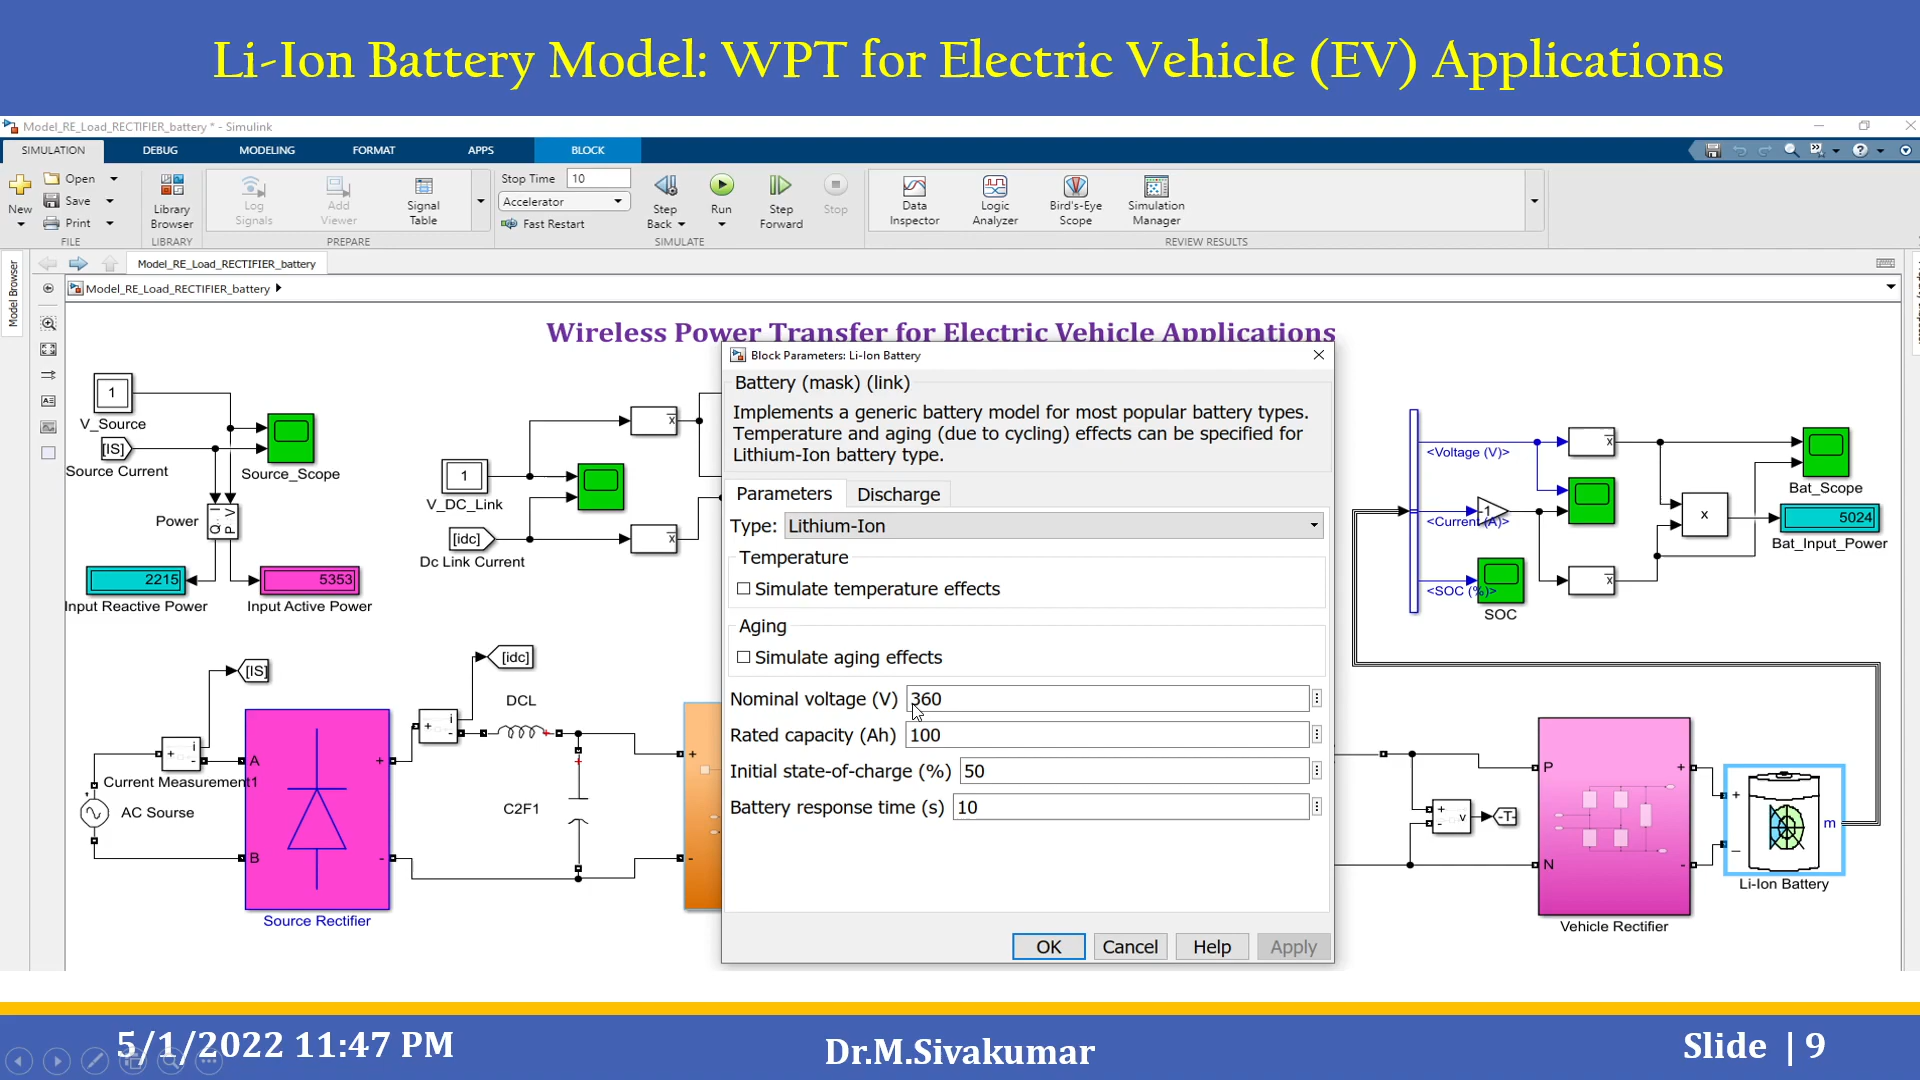 Li-Ion Battery Model: WPT for Electric Vehicle (EV) Applications
Model_RE_Load_RECTIFIER_battery * - Simulink
SIMULATION DEBUG MODELING FORMAT APPS BLOCK
New
Open
Save
Print
FILE
Library Browser
LIBRARY
Log Signals
Add Viewer
Signal Table
PREPARE
Stop Time 10
Accelerator
Fast Restart
Step Back
Run
Step Forward
Stop
SIMULATE
Data Inspector
Logic Analyzer
Bird's-Eye Scope
Simulation Manager
REVIEW RESULTS
Model Browser
Model_RE_Load_RECTIFIER_battery
Model_RE_Load_RECTIFIER_battery
Wireless Power Transfer for Electric Vehicle Applications
1
V_Source
[IS]
Source Current
Source_Scope
Power
Q I
P V
2215
Input Reactive Power
5353
Input Active Power
1
V_DC_Link
[idc]
Dc Link Current
x
x
[IS]
[idc]
DCL
+ i -
+ i -
Current Measurement1
AC Sourse
A
B
+
-
Source Rectifier
C2F1
+
-
Block Parameters: Li-Ion Battery
Battery (mask) (link)
Implements a generic battery model for most popular battery types.
Temperature and aging (due to cycling) effects can be specified for
Lithium-Ion battery type.
Parameters Discharge
Type: Lithium-Ion
Temperature
Simulate temperature effects
Aging
Simulate aging effects
Nominal voltage (V) 360
Rated capacity (Ah) 100
Initial state-of-charge (%) 50
Battery response time (s) 10
OK Cancel Help Apply
<Voltage (V)>
<Current (A)>
-1
<SOC (%)>
SOC
x
x
x
Bat_Scope
5024
Bat_Input_Power
+ v -
-T-
P
N
+
-
Vehicle Rectifier
+
–
m
Li-Ion Battery
5/1/2022 11:47 PM
Dr.M.Sivakumar
Slide | 9